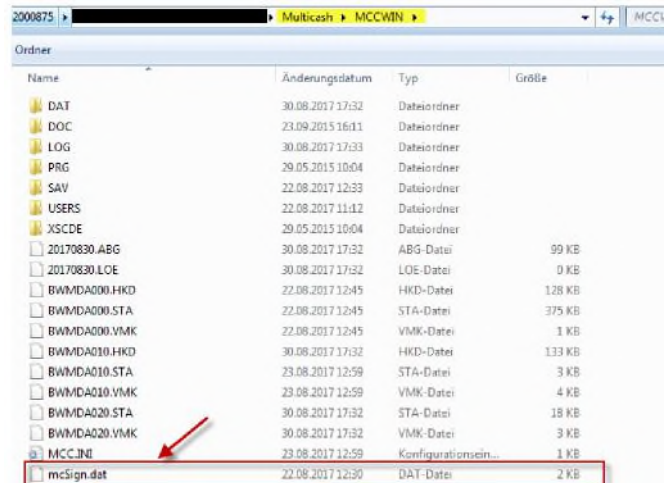 2000875 Multicash MCCWIN MCCW
Ordner
Name Änderungsdatum Typ Größe
DAT 30.08.2017 17:32 Dateiordner
DOC 23.09.2015 16:11 Dateiordner
LOG 30.08.2017 17:33 Dateiordner
PRG 29.05.2015 10:04 Dateiordner
SAV 22.08.2017 12:33 Dateiordner
USERS 22.08.2017 11:12 Dateiordner
XSCDE 29.05.2015 10:04 Dateiordner
20170830.ABG 30.08.2017 17:32 ABG-Datei 99 KB
20170830.LOE 30.08.2017 17:32 LOE-Datei 0 KB
BWMDA000.HKD 22.08.2017 12:45 HKD-Datei 128 KB
BWMDA000.STA 22.08.2017 12:45 STA-Datei 375 KB
BWMDA000.VMK 22.08.2017 12:45 VMK-Datei 1 KB
BWMDA010.HKD 30.08.2017 17:32 HKD-Datei 133 KB
BWMDA010.STA 23.08.2017 12:59 STA-Datei 3 KB
BWMDA010.VMK 23.08.2017 12:59 VMK-Datei 4 KB
BWMDA020.STA 30.08.2017 17:32 STA-Datei 18 KB
BWMDA020.VMK 30.08.2017 17:32 VMK-Datei 3 KB
MCC.INI 23.08.2017 12:59 Konfigurationsein... 1 KB
mcSign.dat 22.08.2017 12:30 DAT-Datei 2 KB